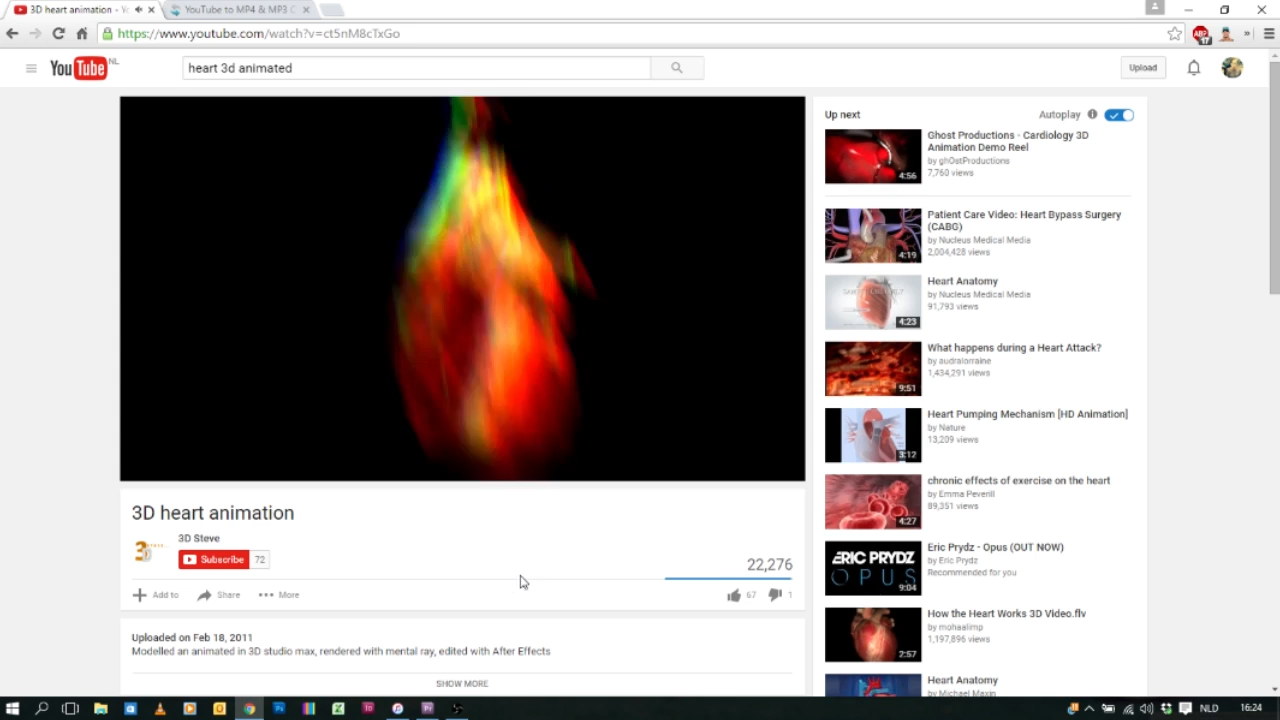 3D heart animation - Yo
YouTube to MP4 & MP3 C
https://www.youtube.com/watch?v=ct5nM8cTxGo
ABP
17
YouTube NL
heart 3d animated
Upload
3D heart animation
3D Steve
Subscribe 72
22,276
Add to Share More
67 1
Uploaded on Feb 18, 2011
Modelled an animated in 3D studio max, rendered with mental ray, edited with After Effects
SHOW MORE
Up next Autoplay
Ghost Productions - Cardiology 3D
Animation Demo Reel
by ghOstProductions
7,760 views
4:56
Patient Care Video: Heart Bypass Surgery
(CABG)
by Nucleus Medical Media
2,004,428 views
4:19
Heart Anatomy
by Nucleus Medical Media
91,793 views
4:23
What happens during a Heart Attack?
by audralorraine
1,434,291 views
9:51
Heart Pumping Mechanism [HD Animation]
by Nature
13,209 views
3:12
chronic effects of exercise on the heart
by Emma Peverill
89,351 views
4:27
ERIC PRYDZ
OPUS
Eric Prydz - Opus (OUT NOW)
by Eric Prydz
Recommended for you
9:04
How the Heart Works 3D Video.flv
by mohaalimp
1,197,896 views
2:57
Heart Anatomy
by Michael Maxin
NLD 16:24